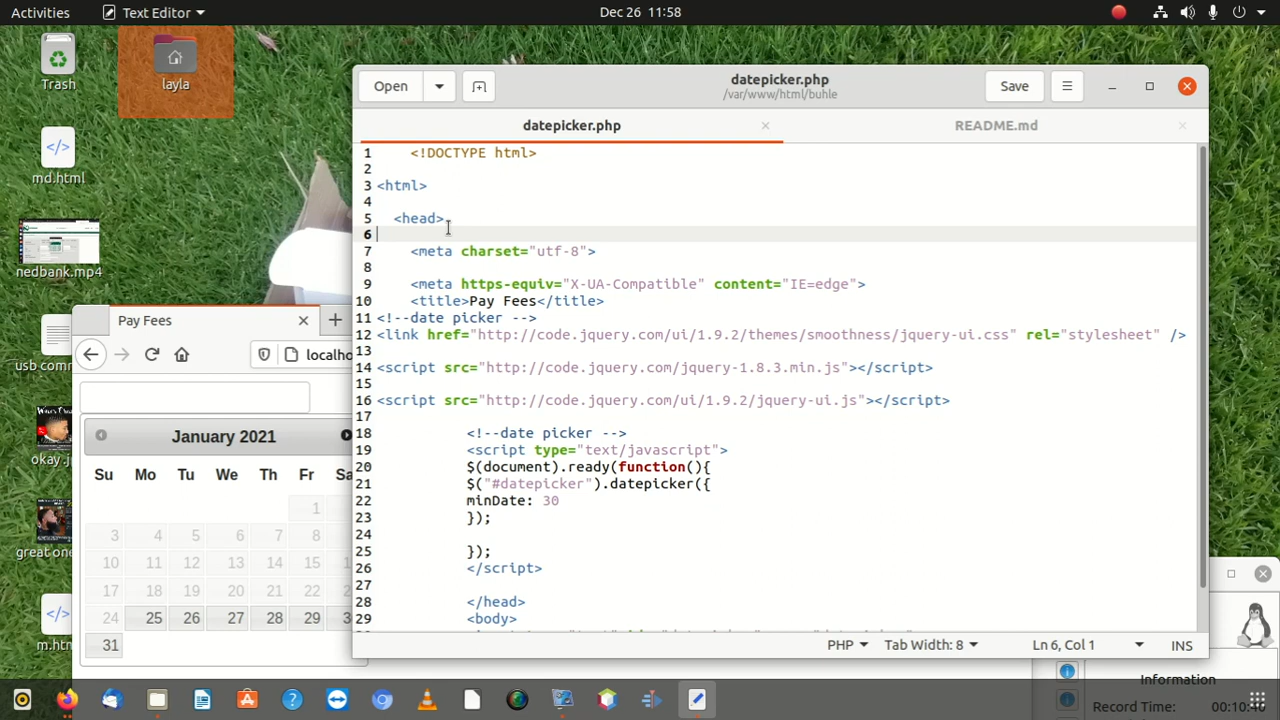 Activities Text Editor Dec 26 11:58
Trash
layla
md.html
nedbank.mp4
usb comm
okay.j
great one
m.ht
Open datepicker.php Save
/var/www/html/buhle
datepicker.php README.md
1 <!DOCTYPE html>
2
3 <html>
4
5 <head>
6
7 <meta charset="utf-8">
8
9 <meta https-equiv="X-UA-Compatible" content="IE=edge">
10 <title>Pay Fees</title>
11 <!--date picker -->
12 <link href="http://code.jquery.com/ui/1.9.2/themes/smoothness/jquery-ui.css" rel="stylesheet" />
13
14 <script src="http://code.jquery.com/jquery-1.8.3.min.js"></script>
15
16 <script src="http://code.jquery.com/ui/1.9.2/jquery-ui.js"></script>
17
18 <!--date picker -->
19 <script type="text/javascript">
20 $(document).ready(function(){
21 $("#datepicker").datepicker({
22 minDate: 30
23 });
24
25 });
26 </script>
27
28 </head>
29 <body>
PHP Tab Width: 8 Ln 6, Col 1 INS
Pay Fees
localho
January 2021
Su Mo Tu We Th Fr Sa
1
3 4 5 6 7 8
10 11 12 13 14 15
17 18 19 20 21 22
24 25 26 27 28 29 3
31
Information
Record Time: 00:10:40